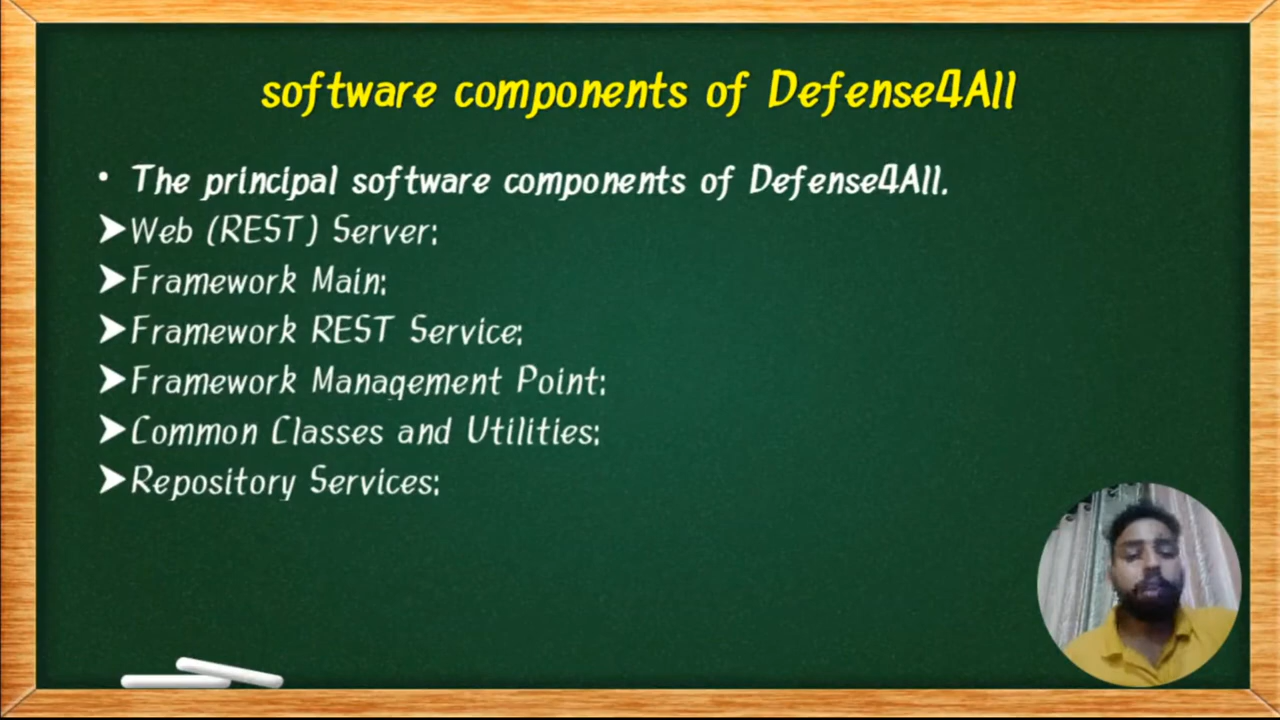 software components of Defense4All
• The principal software components of Defense4All.
➤Web (REST) Server:
➤Framework Main:
➤Framework REST Service:
➤Framework Management Point:
➤Common Classes and Utilities:
➤Repository Services: